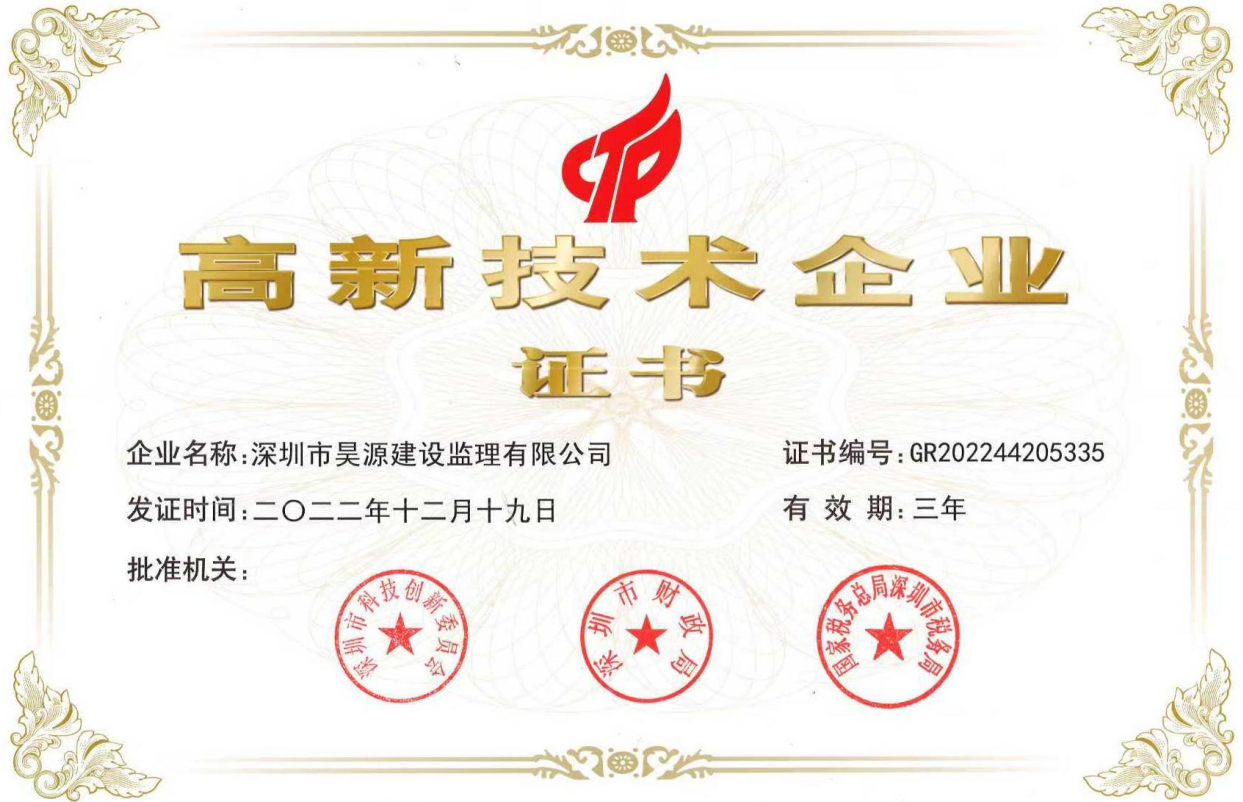 高新技术企业
证书
企业名称:深圳市昊源建设监理有限公司
证书编号:GR202244205335
发证时间:二〇二二年十二月十九日
有 效 期:三年
批准机关:
深圳市科技创新委员会
深圳市财政局
国家税务总局深圳市税务局